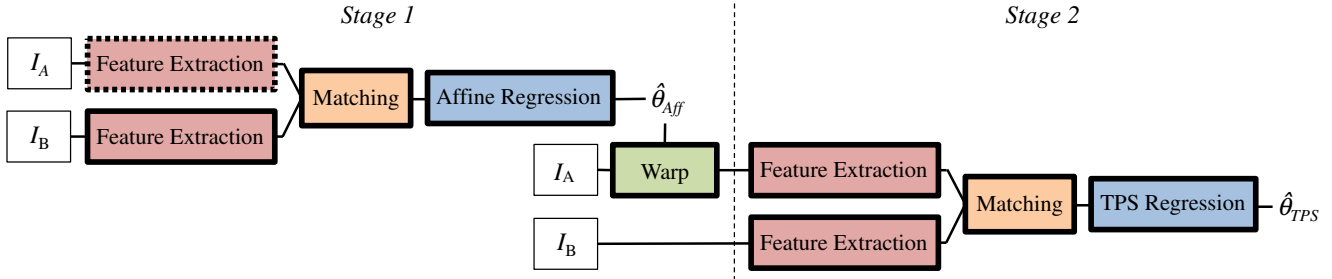 Stage 1
Stage 2
I_A
Feature Extraction
I_B
Feature Extraction
Matching
Affine Regression
θ̂_Aff
I_A
Warp
I_B
Feature Extraction
Feature Extraction
Matching
TPS Regression
θ̂_TPS